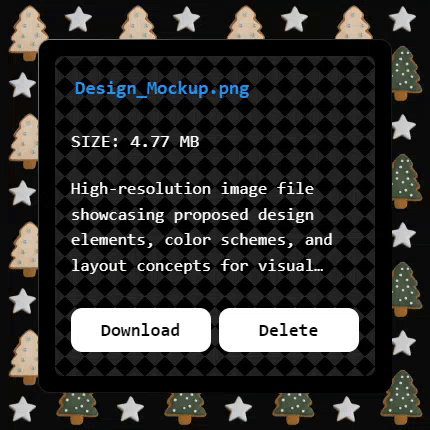 Design_Mockup.png
SIZE: 4.77 MB
High-resolution image file
showcasing proposed design
elements, color schemes, and
layout concepts for visual…
Download
Delete